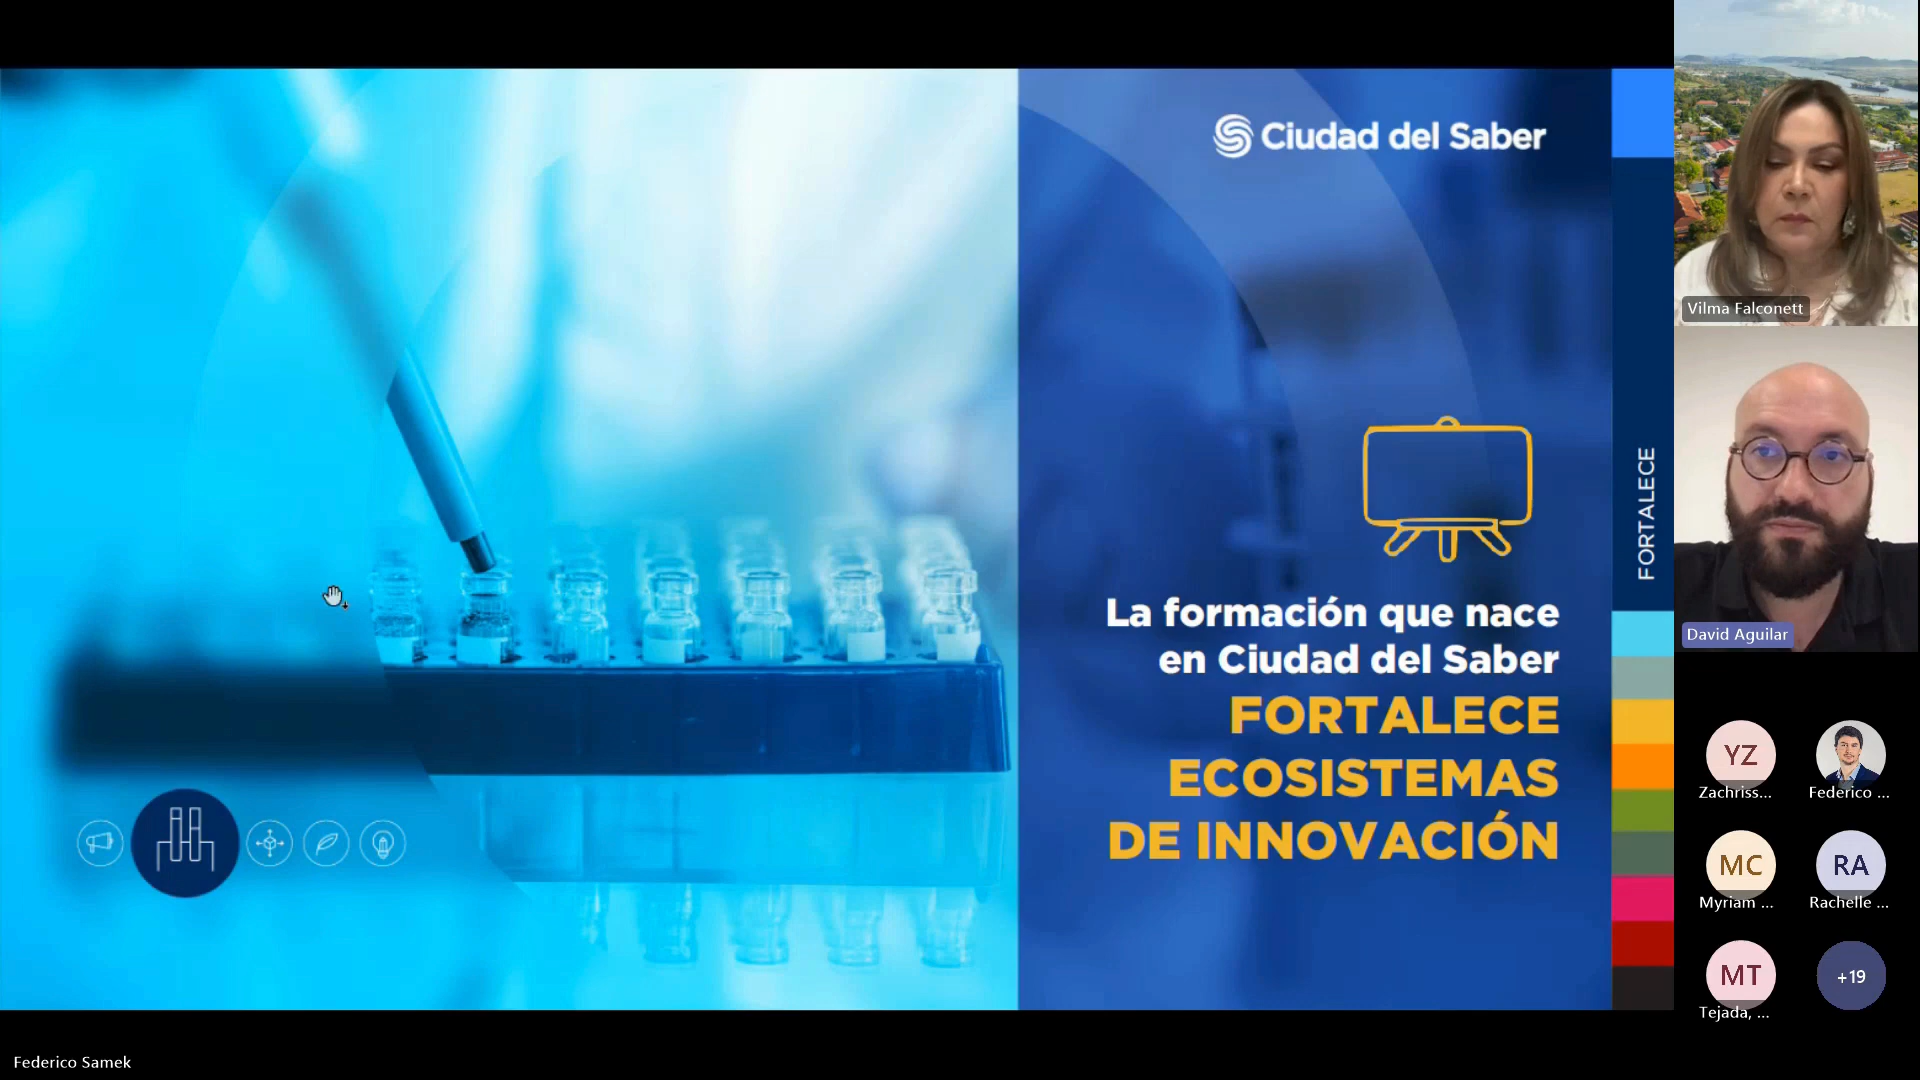 Ciudad del Saber
FORTALECE
La formación que nace
en Ciudad del Saber
FORTALECE
ECOSISTEMAS
DE INNOVACIÓN
Vilma Falconett
David Aguilar
YZ
Zachriss...
Federico ...
MC
Myriam ...
RA
Rachelle ...
MT
Tejada, ...
+19
Federico Samek